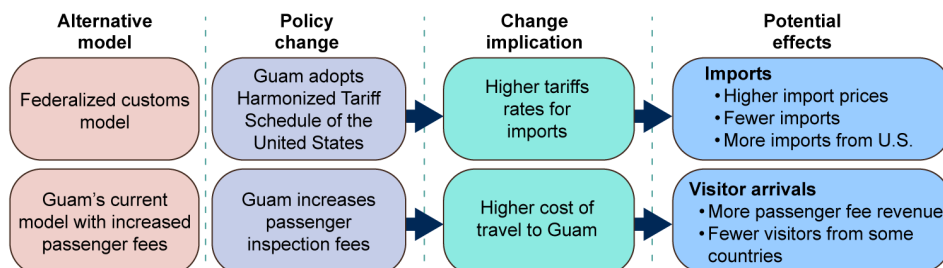 Alternative
model
Policy
change
Change
implication
Potential
effects
Federalized customs
model
Guam adopts
Harmonized Tariff
Schedule of the
United States
Higher tariffs
rates for
imports
Imports
• Higher import prices
• Fewer imports
• More imports from U.S.
Guam's current
model with increased
passenger fees
Guam increases
passenger
inspection fees
Higher cost of
travel to Guam
Visitor arrivals
• More passenger fee revenue
• Fewer visitors from some
countries